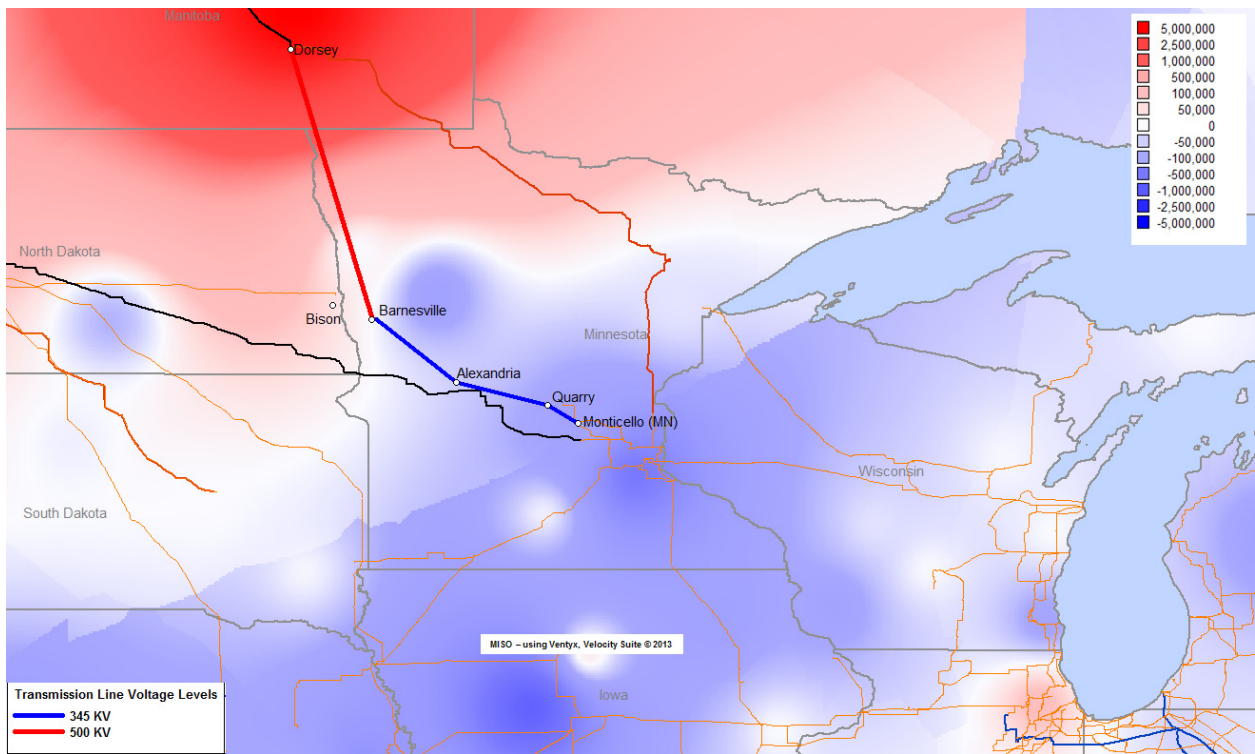 Manitoba
Dorsey
5,000,000
2,500,000
1,000,000
500,000
100,000
50,000
0
-50,000
-100,000
-500,000
-1,000,000
-2,500,000
-5,000,000
North Dakota
Bison
Barnesville
Minnesota
Alexandria
Quarry
Monticello (MN)
Wisconsin
South Dakota
MISO – using Ventyx, Velocity Suite © 2013
Iowa
Transmission Line Voltage Levels
345 KV
500 KV